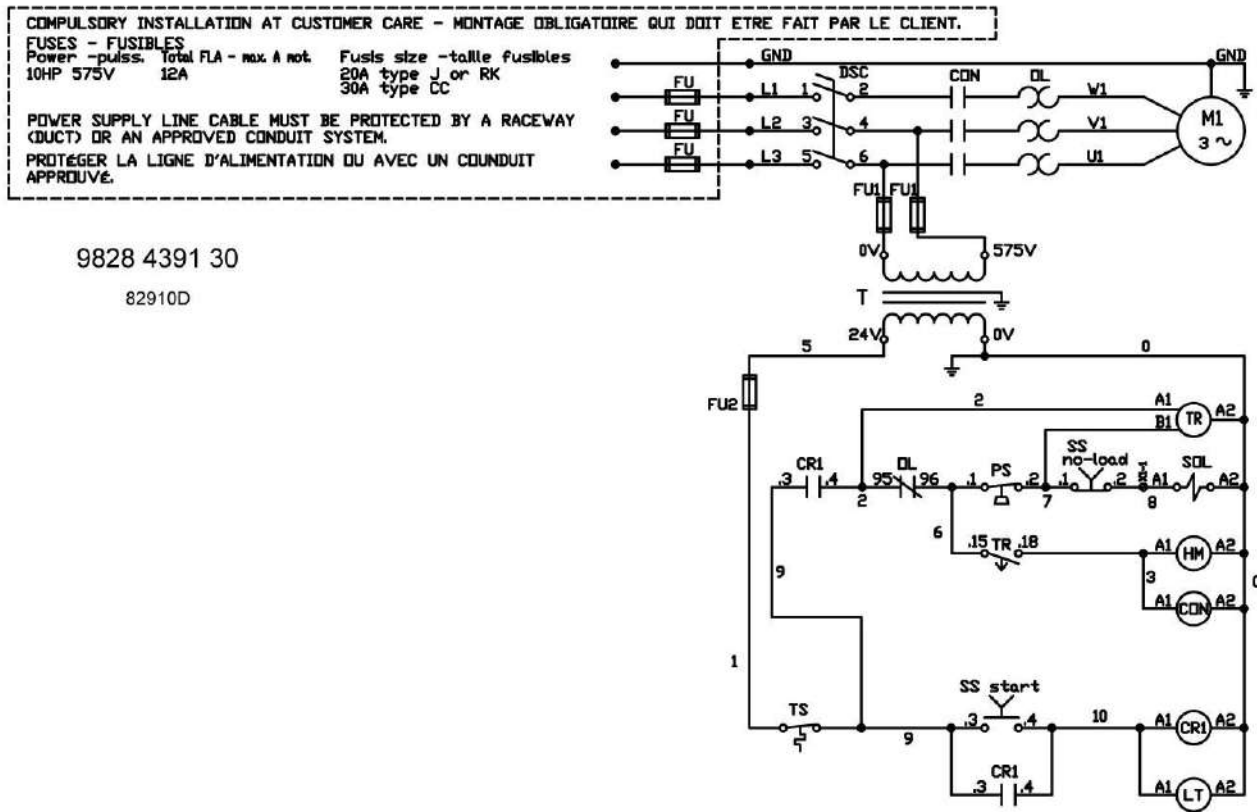 COMPULSORY INSTALLATION AT CUSTOMER CARE - MONTAGE OBLIGATOIRE QUI DOIT ETRE FAIT PAR LE CLIENT.
FUSES - FUSIBLES
Power -puiss. Total FLA - max. A mot. Fusis size -taille fusibles
10HP 575V 12A 20A type J or RK
30A type CC
POWER SUPPLY LINE CABLE MUST BE PROTECTED BY A RACEWAY
(DUCT) OR AN APPROVED CONDUIT SYSTEM.
PROTéGER LA LIGNE D'ALIMENTATION OU AVEC UN COUNDUIT
APPROUVé.
GND GND
FU L1 1 DSC 2 CON OL W1
FU L2 3 4 V1 M1 3 ~
FU L3 5 6 U1
FU1 FU1
9828 4391 30
82910D
0V 575V
T
24V 0V
5 0
FU2
2 A1 TR A2
B1
CR1 OL PS SS no-load SOL
.3 .4 95 96 .1 .2 .1 .2 A1 A2
2 7 8
6 .15 TR .18 A1 HM A2
9 3
A1 CON A2
1
SS start
TS .3 .4 10 A1 CR1 A2
9
CR1
.3 .4 A1 LT A2